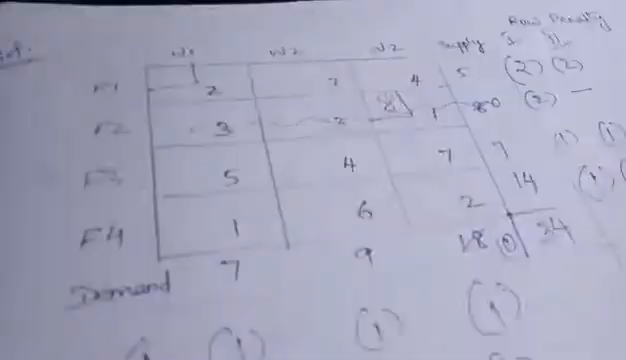 Row Penalty
W1 W2 W3 Supply I II
F1 2 7 4 5 (2) (2)
F2 3 3 8 1 80 (2) —
F3 5 4 7 7 (1) (1)
F4 1 6 2 14 (1)
Demand 7 9 18 34
(1) (1) (1)